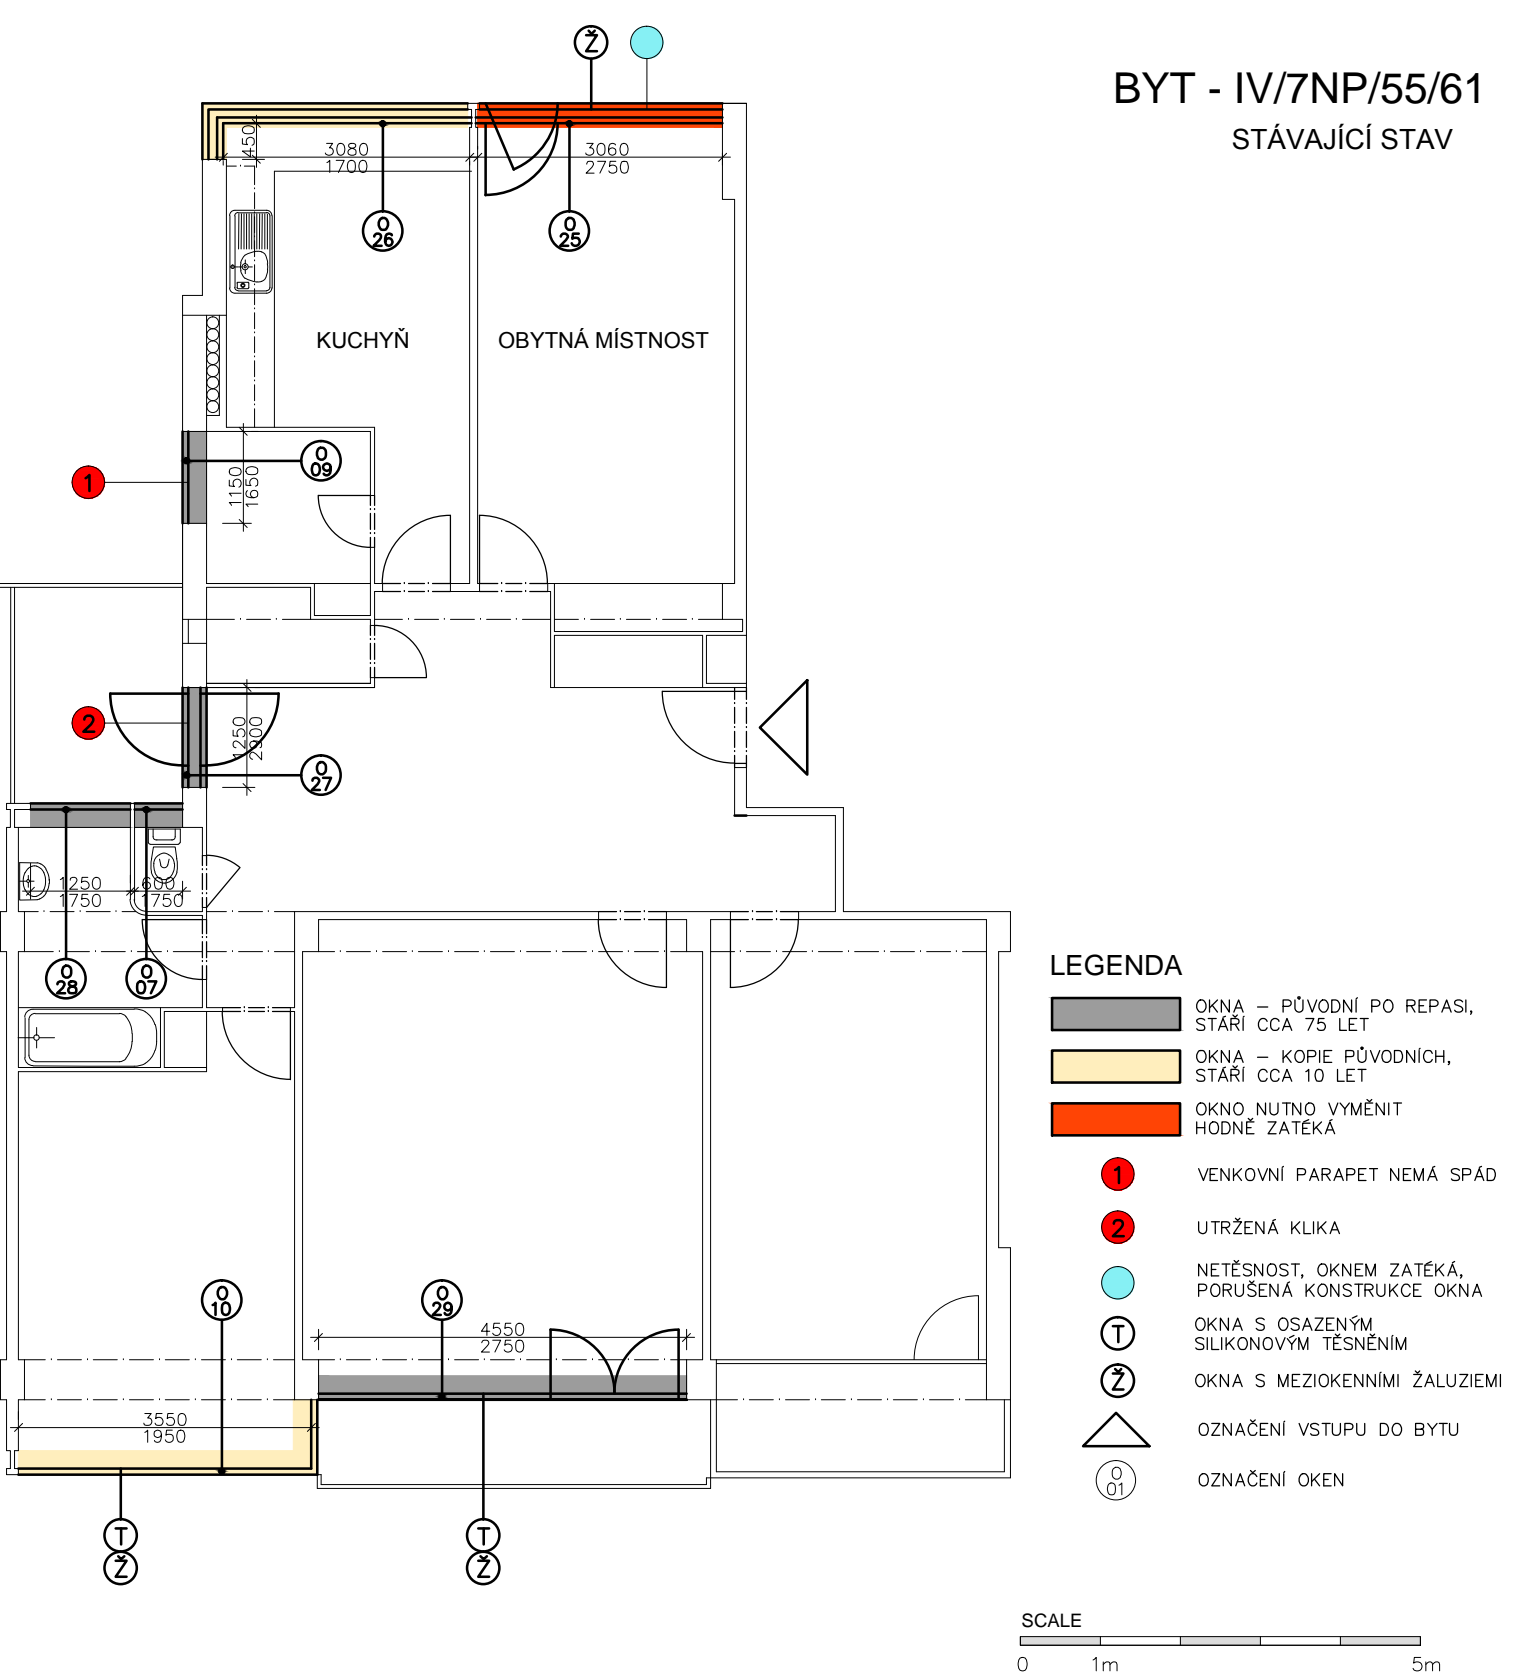 Ž
BYT - IV/7NP/55/61
STÁVAJÍCÍ STAV
450
3080
1700
3060
2750
O
26
O
25
KUCHYŇ
OBYTNÁ MÍSTNOST
O
09
1
1150
1650
2
1250
2300
O
27
1250
1750
600
1750
O
28
O
07
LEGENDA
OKNA – PŮVODNÍ PO REPASI,
STÁŘÍ CCA 75 LET
OKNA – KOPIE PŮVODNÍCH,
STÁŘÍ CCA 10 LET
OKNO NUTNO VYMĚNIT
HODNĚ ZATÉKÁ
1
VENKOVNÍ PARAPET NEMÁ SPÁD
2
UTRŽENÁ KLIKA
NETĚSNOST, OKNEM ZATÉKÁ,
PORUŠENÁ KONSTRUKCE OKNA
T
OKNA S OSAZENÝM
SILIKONOVÝM TĚSNĚNÍM
Ž
OKNA S MEZIOKENNÍMI ŽALUZIEMI
OZNAČENÍ VSTUPU DO BYTU
O
01
OZNAČENÍ OKEN
O
10
O
29
4550
2750
3550
1950
T
Ž
T
Ž
SCALE
0
1m
5m